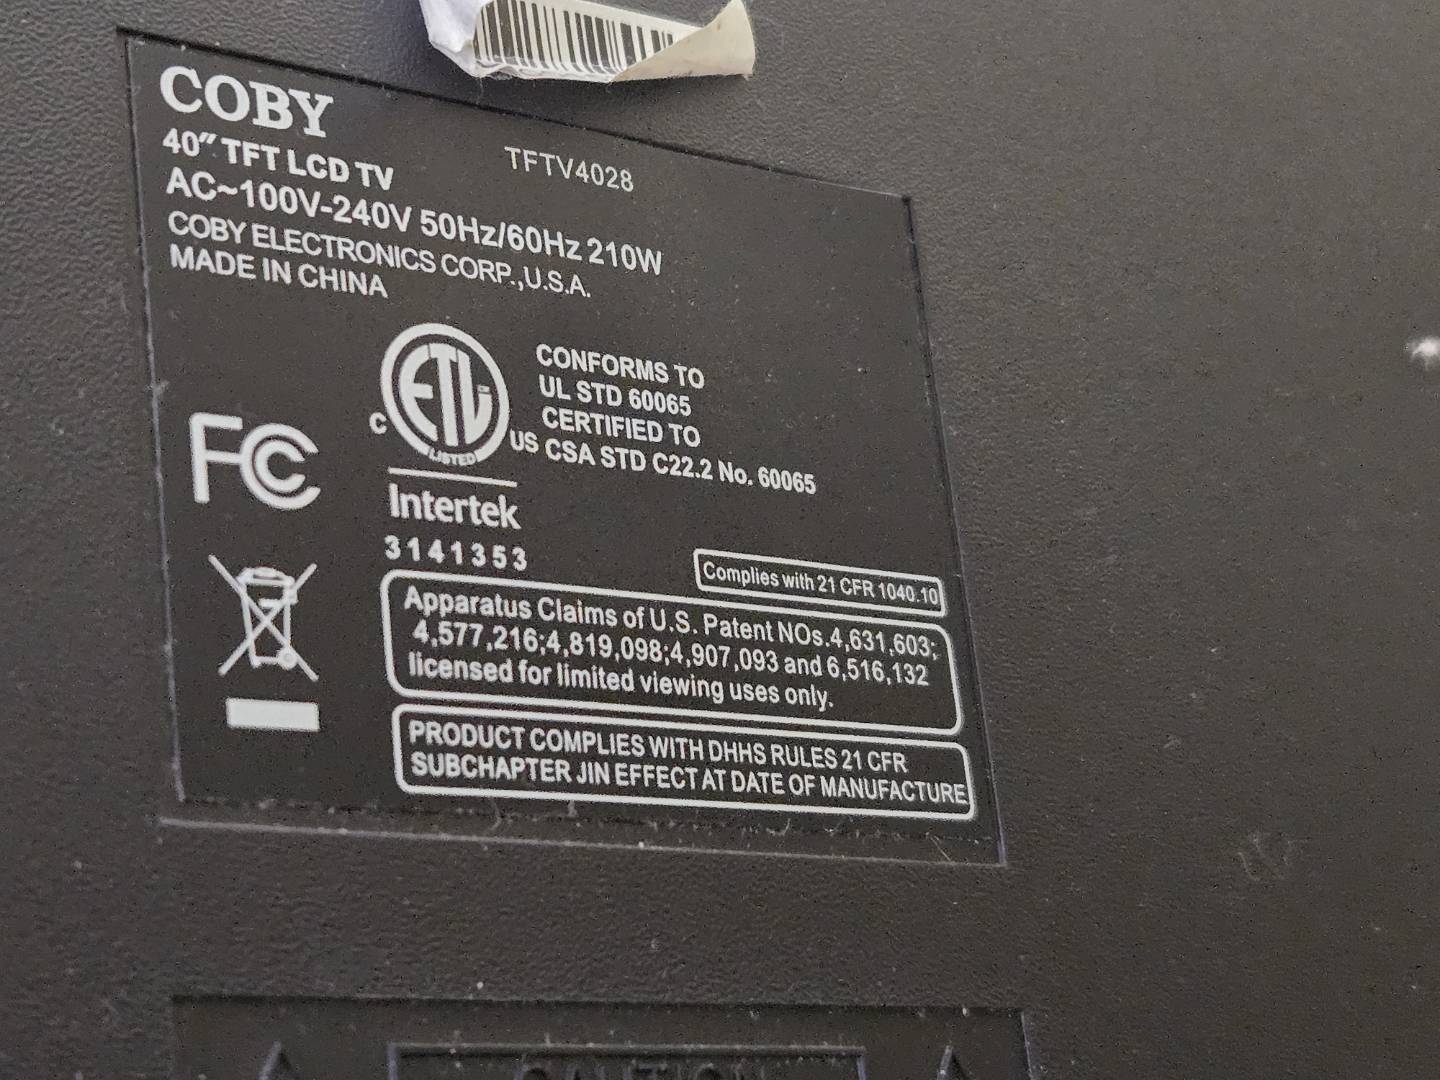 COBY
40" TFT LCD TV
TFTV4028
AC~100V-240V 50Hz/60Hz 210W
COBY ELECTRONICS CORP.,U.S.A.
MADE IN CHINA
FC
ETL
LISTED
C
US
CONFORMS TO
UL STD 60065
CERTIFIED TO
CSA STD C22.2 No. 60065
Intertek
3141353
Complies with 21 CFR 1040.10
Apparatus Claims of U.S. Patent NOs.4,631,603;
4,577,216;4,819,098;4,907,093 and 6,516,132
licensed for limited viewing uses only.
PRODUCT COMPLIES WITH DHHS RULES 21 CFR
SUBCHAPTER JIN EFFECT AT DATE OF MANUFACTURE
CAUTION